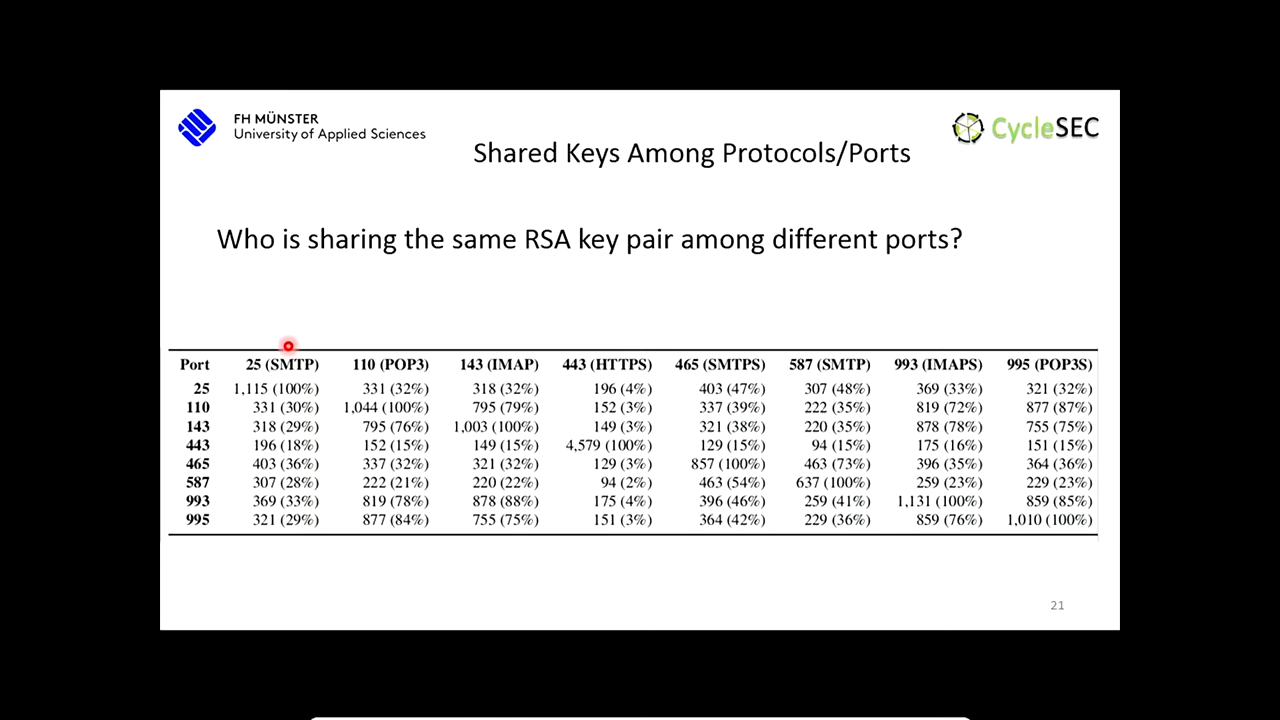 FH MÜNSTER
University of Applied Sciences
CycleSEC
Shared Keys Among Protocols/Ports
Who is sharing the same RSA key pair among different ports?
Port 25 (SMTP) 110 (POP3) 143 (IMAP) 443 (HTTPS) 465 (SMTPS) 587 (SMTP) 993 (IMAPS) 995 (POP3S)
25 1,115 (100%) 331 (32%) 318 (32%) 196 (4%) 403 (47%) 307 (48%) 369 (33%) 321 (32%)
110 331 (30%) 1,044 (100%) 795 (79%) 152 (3%) 337 (39%) 222 (35%) 819 (72%) 877 (87%)
143 318 (29%) 795 (76%) 1,003 (100%) 149 (3%) 321 (38%) 220 (35%) 878 (78%) 755 (75%)
443 196 (18%) 152 (15%) 149 (15%) 4,579 (100%) 129 (15%) 94 (15%) 175 (16%) 151 (15%)
465 403 (36%) 337 (32%) 321 (32%) 129 (3%) 857 (100%) 463 (73%) 396 (35%) 364 (36%)
587 307 (28%) 222 (21%) 220 (22%) 94 (2%) 463 (54%) 637 (100%) 259 (23%) 229 (23%)
993 369 (33%) 819 (78%) 878 (88%) 175 (4%) 396 (46%) 259 (41%) 1,131 (100%) 859 (85%)
995 321 (29%) 877 (84%) 755 (75%) 151 (3%) 364 (42%) 229 (36%) 859 (76%) 1,010 (100%)
21